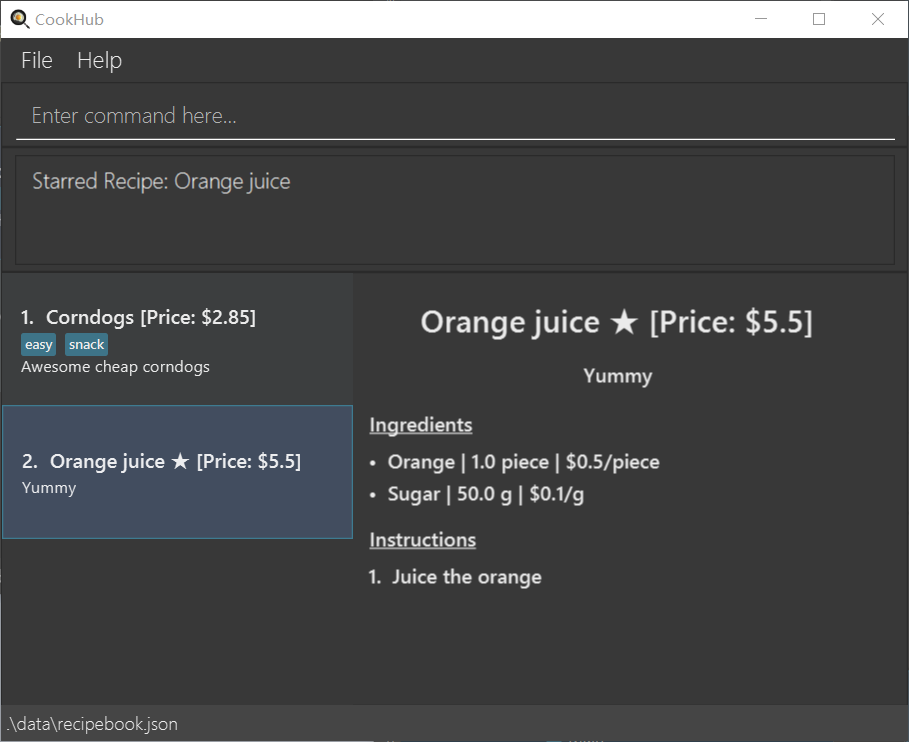 CookHub
File Help
Enter command here...
Starred Recipe: Orange juice
1. Corndogs [Price: $2.85]
easy snack
Awesome cheap corndogs
2. Orange juice ★ [Price: $5.5]
Yummy
Orange juice ★ [Price: $5.5]
Yummy
Ingredients
• Orange | 1.0 piece | $0.5/piece
• Sugar | 50.0 g | $0.1/g
Instructions
1. Juice the orange
.\data\recipebook.json